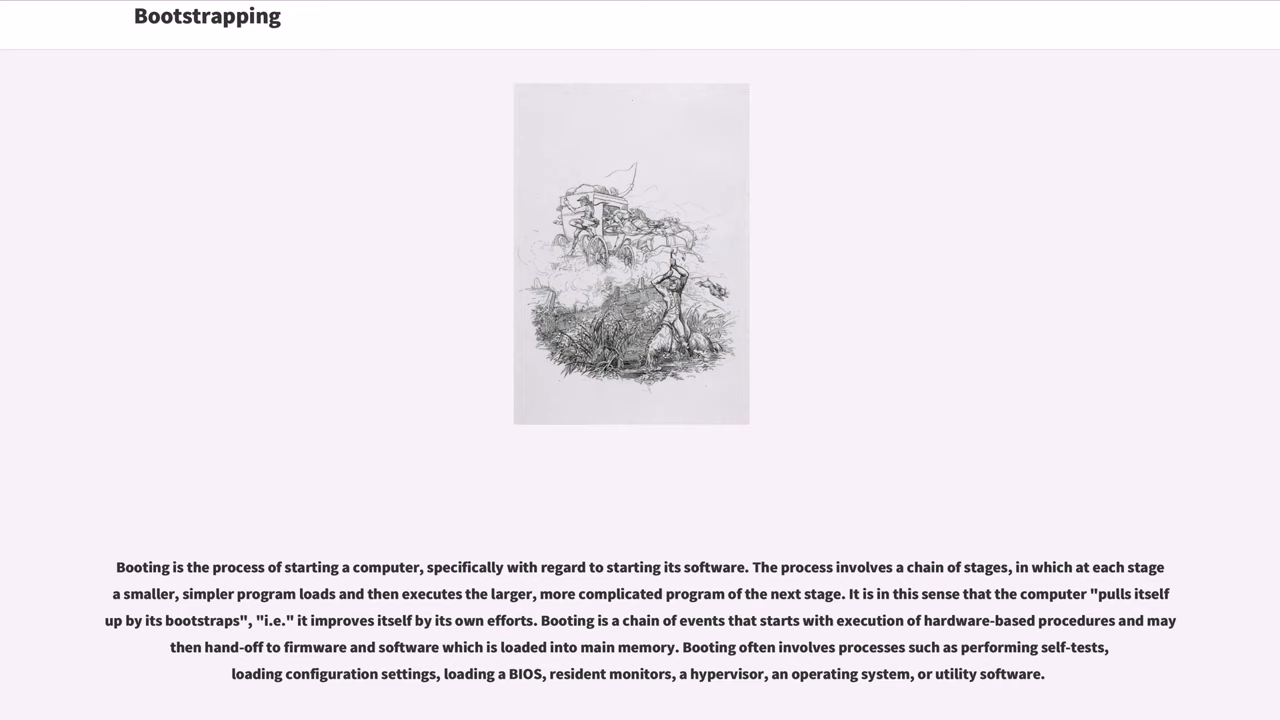 Bootstrapping
Booting is the process of starting a computer, specifically with regard to starting its software. The process involves a chain of stages, in which at each stage
a smaller, simpler program loads and then executes the larger, more complicated program of the next stage. It is in this sense that the computer "pulls itself
up by its bootstraps", "i.e." it improves itself by its own efforts. Booting is a chain of events that starts with execution of hardware-based procedures and may
then hand-off to firmware and software which is loaded into main memory. Booting often involves processes such as performing self-tests,
loading configuration settings, loading a BIOS, resident monitors, a hypervisor, an operating system, or utility software.